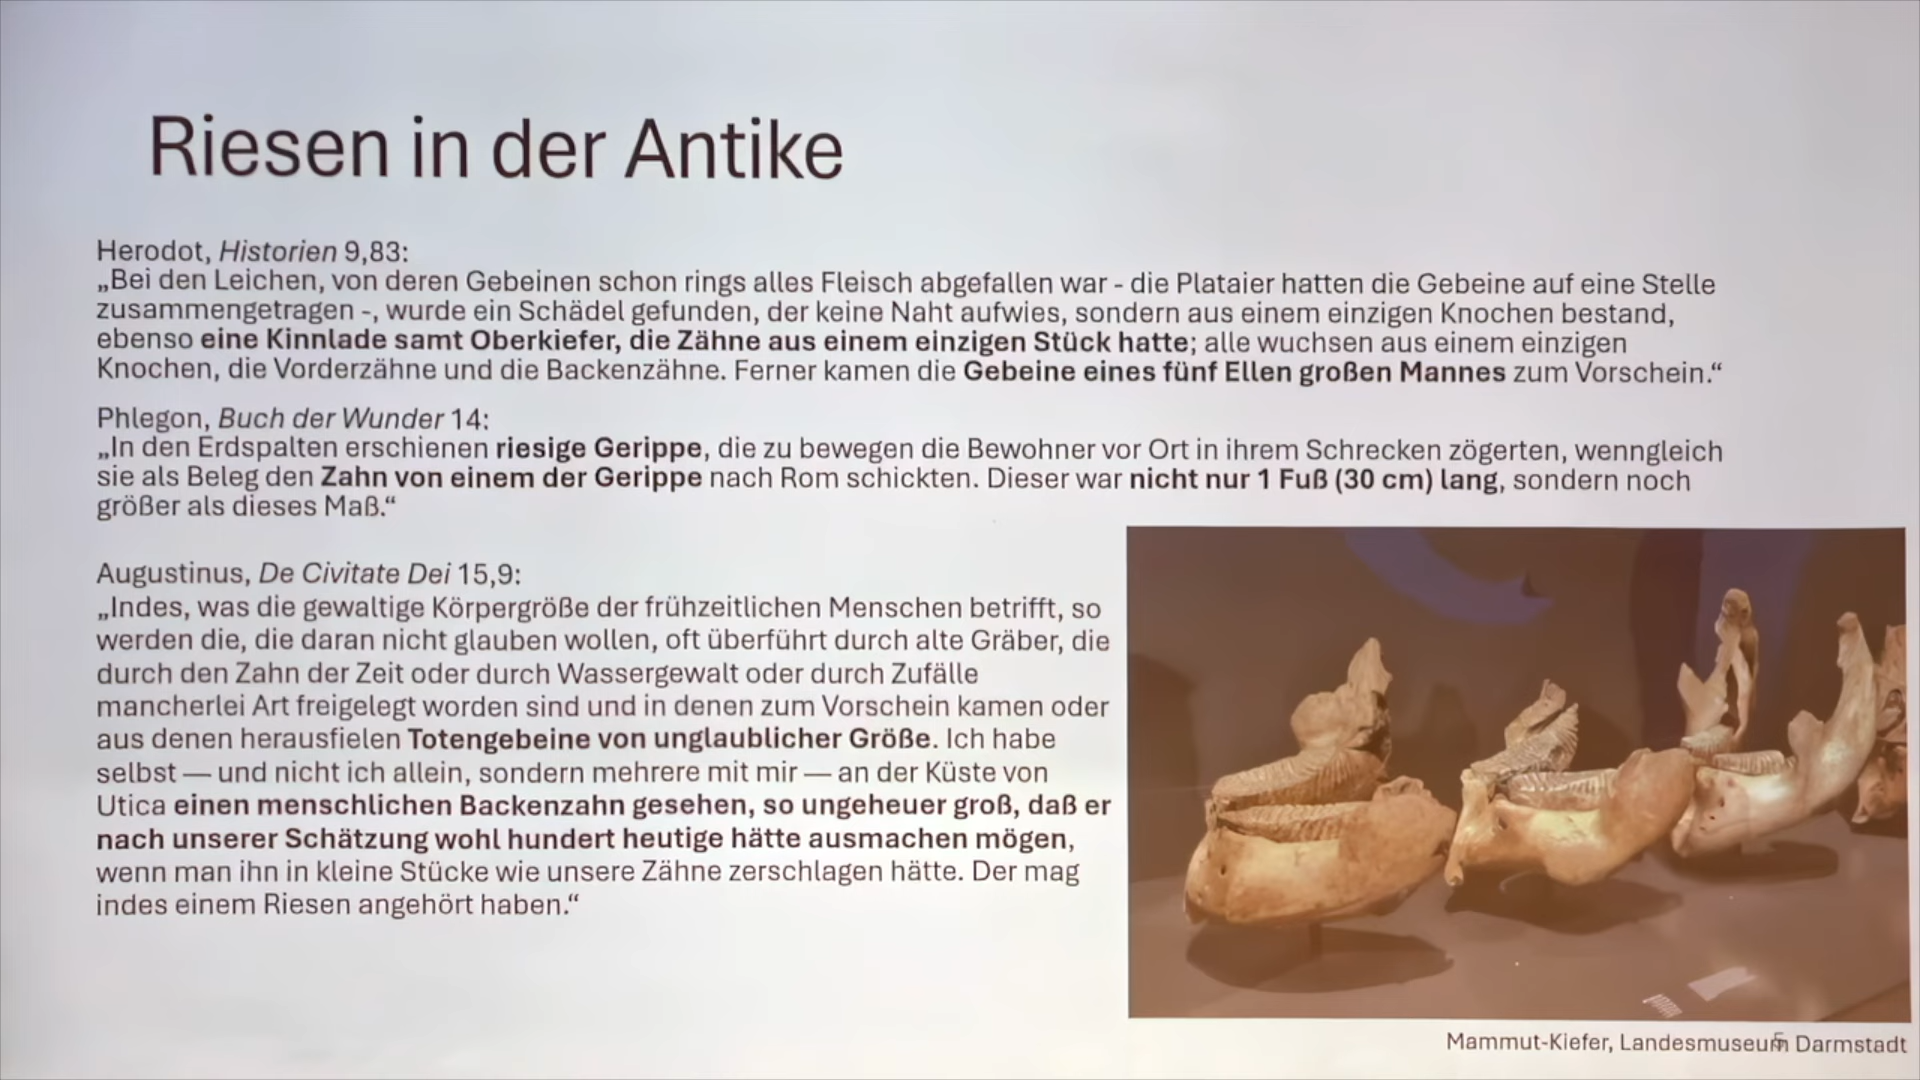 Riesen in der Antike
Herodot, Historien 9,83:
„Bei den Leichen, von deren Gebeinen schon rings alles Fleisch abgefallen war - die Plataier hatten die Gebeine auf eine Stelle
zusammengetragen -, wurde ein Schädel gefunden, der keine Naht aufwies, sondern aus einem einzigen Knochen bestand,
ebenso eine Kinnlade samt Oberkiefer, die Zähne aus einem einzigen Stück hatte; alle wuchsen aus einem einzigen
Knochen, die Vorderzähne und die Backenzähne. Ferner kamen die Gebeine eines fünf Ellen großen Mannes zum Vorschein.“
Phlegon, Buch der Wunder 14:
„In den Erdspalten erschienen riesige Gerippe, die zu bewegen die Bewohner vor Ort in ihrem Schrecken zögerten, wenngleich
sie als Beleg den Zahn von einem der Gerippe nach Rom schickten. Dieser war nicht nur 1 Fuß (30 cm) lang, sondern noch
größer als dieses Maß.“
Augustinus, De Civitate Dei 15,9:
„Indes, was die gewaltige Körpergröße der frühzeitlichen Menschen betrifft, so
werden die, die daran nicht glauben wollen, oft überführt durch alte Gräber, die
durch den Zahn der Zeit oder durch Wassergewalt oder durch Zufälle
mancherlei Art freigelegt worden sind und in denen zum Vorschein kamen oder
aus denen herausfielen Totengebeine von unglaublicher Größe. Ich habe
selbst — und nicht ich allein, sondern mehrere mit mir — an der Küste von
Utica einen menschlichen Backenzahn gesehen, so ungeheuer groß, daß er
nach unserer Schätzung wohl hundert heutige hätte ausmachen mögen,
wenn man ihn in kleine Stücke wie unsere Zähne zerschlagen hätte. Der mag
indes einem Riesen angehört haben.“
Mammut-Kiefer, Landesmuseum Darmstadt